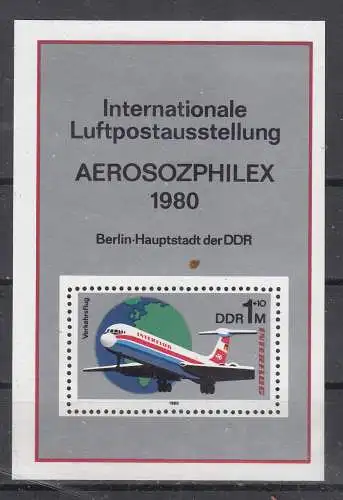 Internationale
Luftpostausstellung
AEROSOZPHILEX
1980
Berlin-Hauptstadt der DDR
Verkehrsflug
DDR 1+10 M
INTERFLUG
INTERFLUG
1980